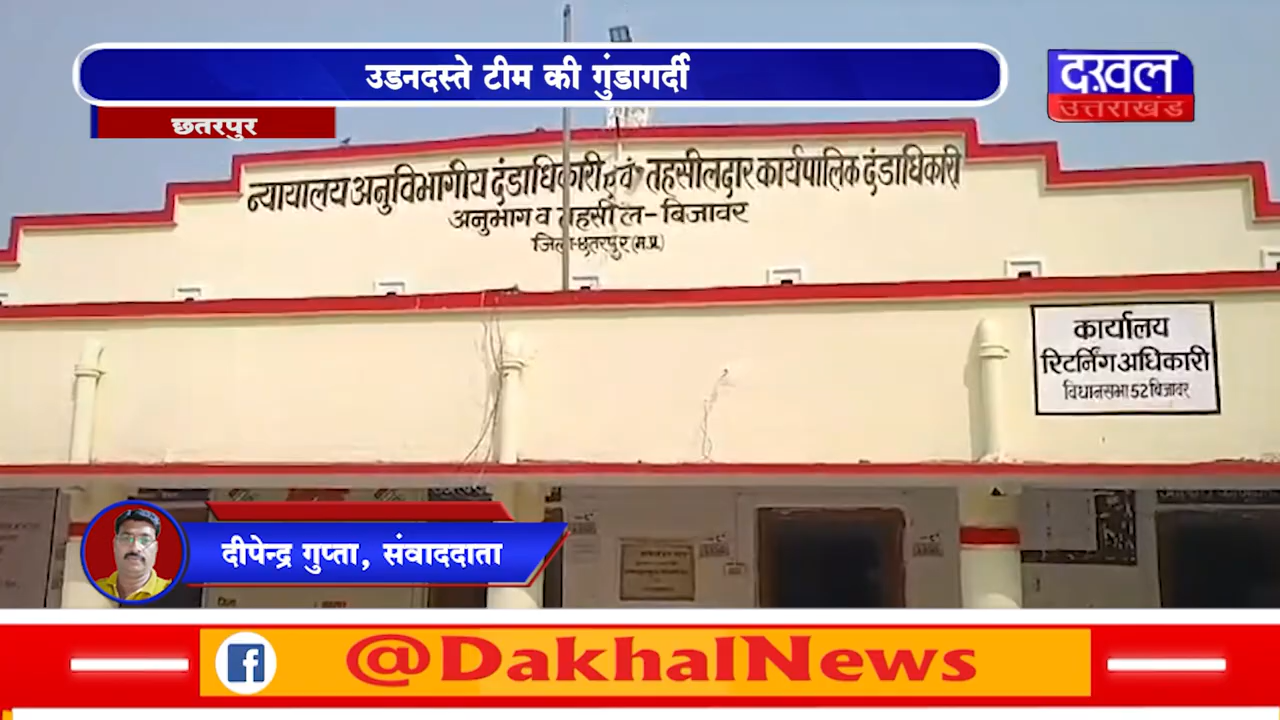 उडनदस्ते टीम की गुंडागर्दी
दख़ल
उत्तराखंड
छतरपुर
न्यायालय अनुविभागीय दंडाधिकारी एवं तहसीलदार कार्यपालिक दंडाधिकारी
अनुभाग व तहसील-बिजावर
जिला-छतरपुर (म.प्र.)
कार्यालय
रिटर्निंग अधिकारी
विधानसभा 52 बिजावर
दीपेन्द्र गुप्ता, संवाददाता
@DakhalNews